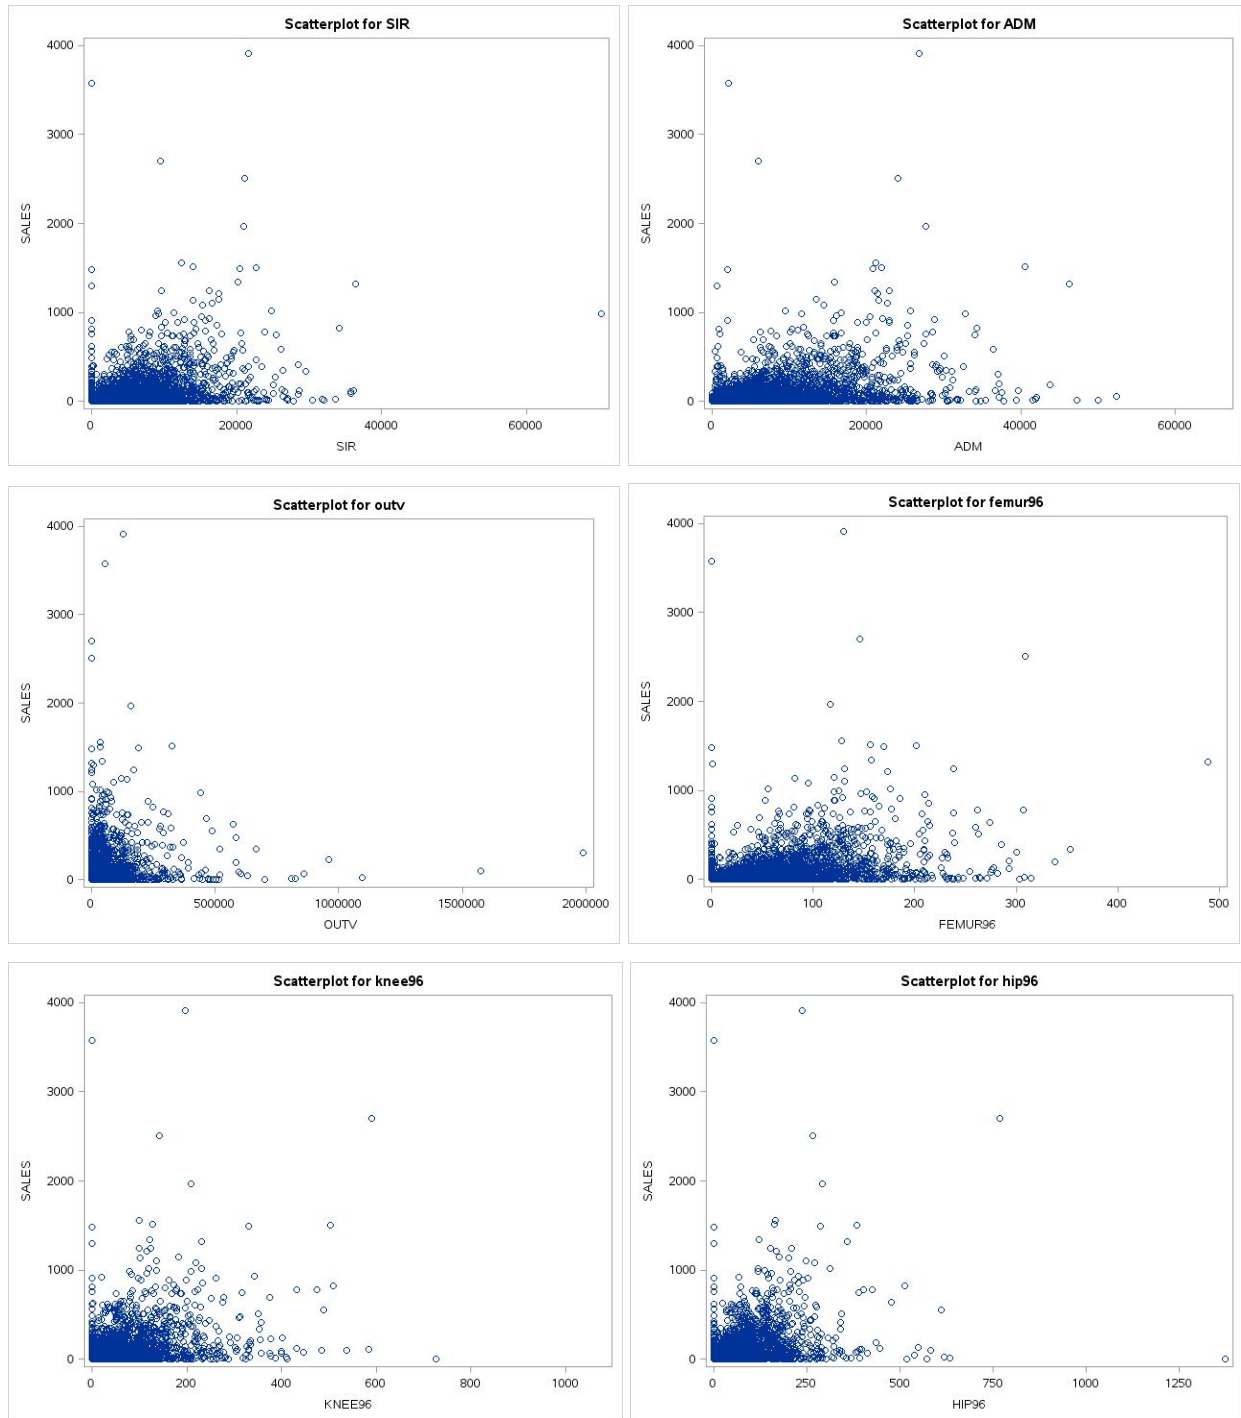 Scatterplot for SIR
4000
3000
2000
1000
0
SALES
0 20000 40000 60000
SIR
Scatterplot for ADM
4000
3000
2000
1000
0
SALES
0 20000 40000 60000
ADM
Scatterplot for outv
4000
3000
2000
1000
0
SALES
0 500000 1000000 1500000 2000000
OUTV
Scatterplot for femur96
4000
3000
2000
1000
0
SALES
0 100 200 300 400 500
FEMUR96
Scatterplot for knee96
4000
3000
2000
1000
0
SALES
0 200 400 600 800 1000
KNEE96
Scatterplot for hip96
4000
3000
2000
1000
0
SALES
0 250 500 750 1000 1250
HIP96